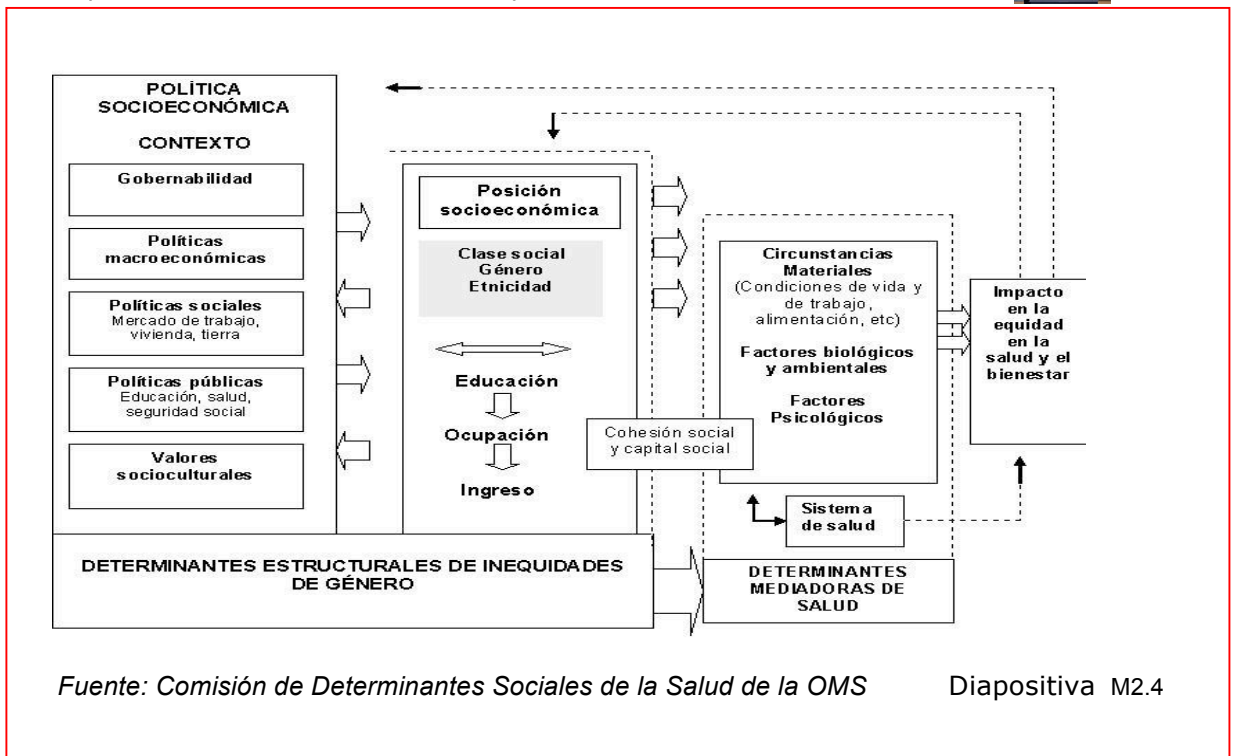 POLÍTICA
SOCIOECONÓMICA
CONTEXTO
Gobernabilidad
Políticas
macroeconómicas
Políticas sociales
Mercado de trabajo,
vivienda, tierra
Políticas públicas
Educación, salud,
seguridad social
Valores
socioculturales
Posición
socioeconómica
Clase social
Género
Etnicidad
Educación
Ocupación
Ingreso
Cohesión social
y capital social
Circunstancias
Materiales
(Condiciones de vida y
de trabajo,
alimentación, etc)
Factores biológicos
y ambientales
Factores
Psicológicos
Sistema
de salud
Impacto
en la
equidad
en la
salud y el
bienestar
DETERMINANTES ESTRUCTURALES DE INEQUIDADES
DE GÉNERO
DETERMINANTES
MEDIADORAS DE
SALUD
Fuente: Comisión de Determinantes Sociales de la Salud de la OMS Diapositiva M2.4